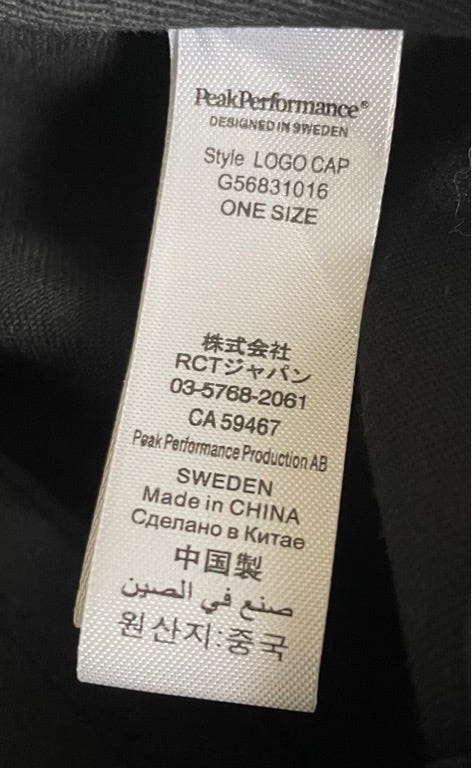 PeakPerformance®
DESIGNED IN SWEDEN
Style LOGO CAP
G56831016
ONE SIZE
株式会社
RCTジャパン
03-5768-2061
CA 59467
Peak Performance Production AB
SWEDEN
Made in CHINA
Сделано в Китае
中国製
صنع في الصين
원산지:중국